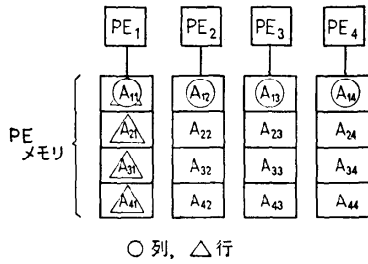 PE₁ PE₂ PE₃ PE₄
A₁₁ A₁₂ A₁₃ A₁₄
A₂₁ A₂₂ A₂₃ A₂₄
PE
メモリ
A₃₁ A₃₂ A₃₃ A₃₄
A₄₁ A₄₂ A₄₃ A₄₄
○列, △行